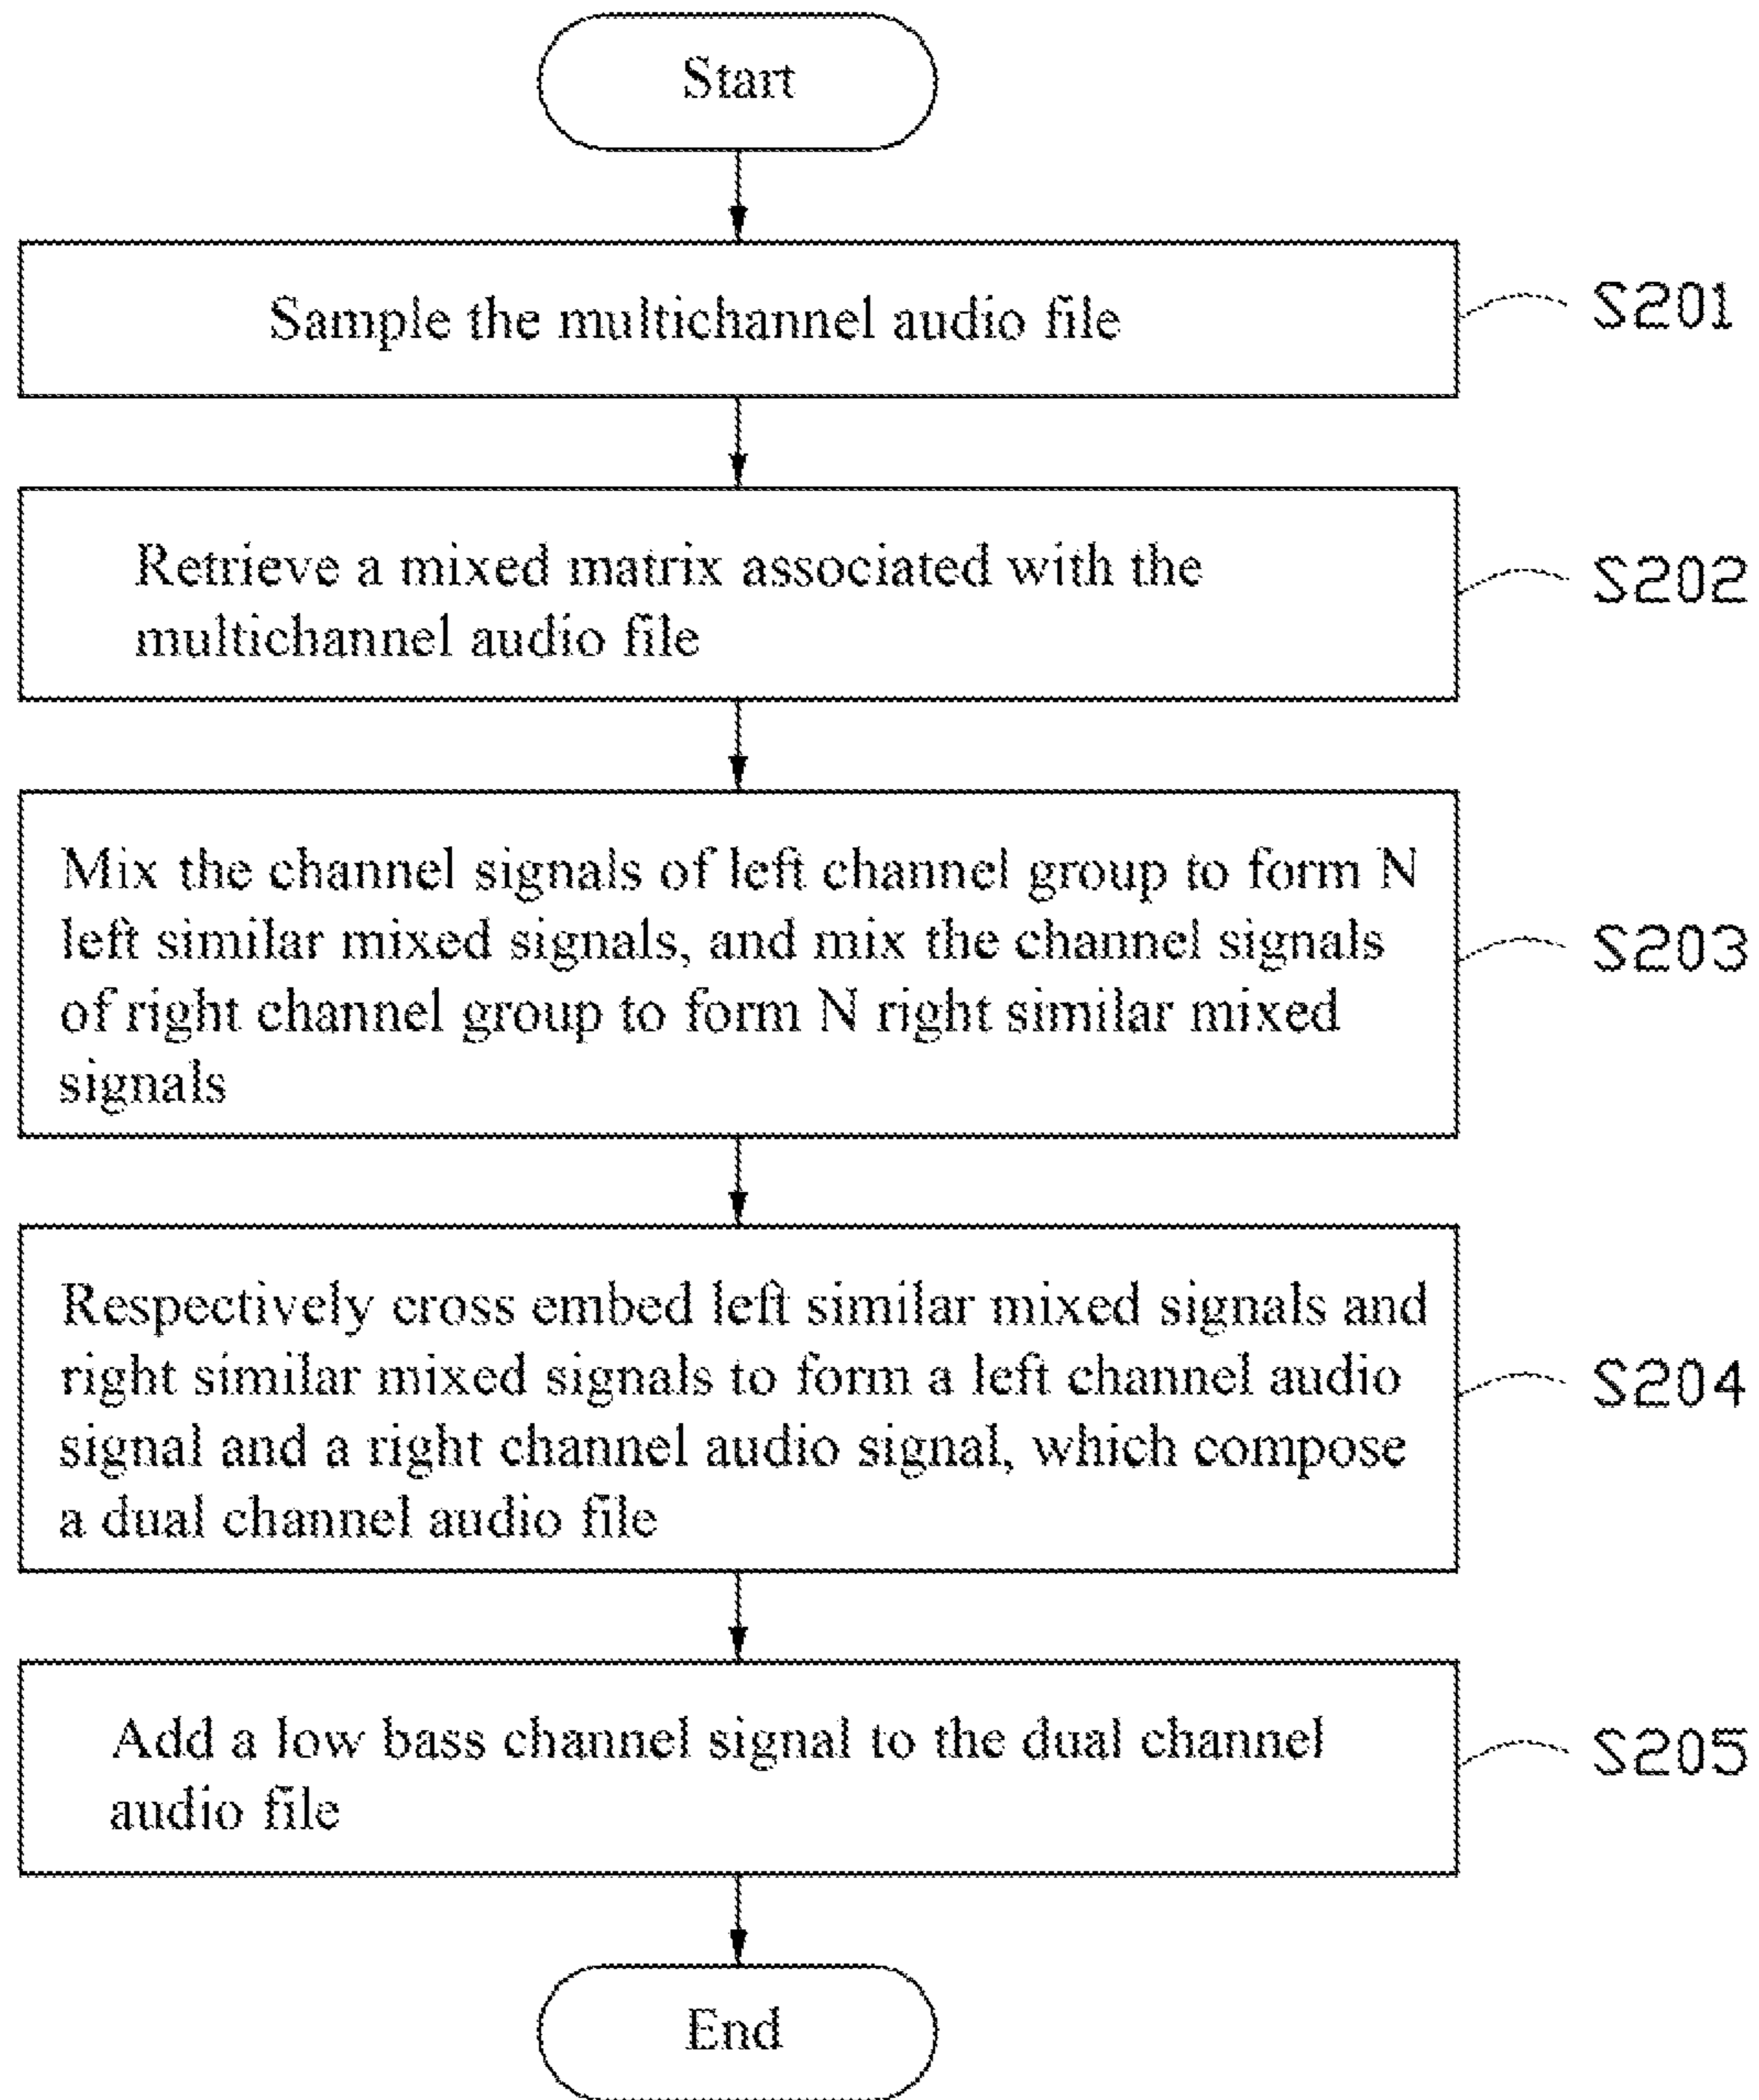 Start
Sample the multichannel audio file
S201
Retrieve a mixed matrix associated with the
multichannel audio file
S202
Mix the channel signals of left channel group to form N
left similar mixed signals, and mix the channel signals
of right channel group to form N right similar mixed
signals
S203
Respectively cross embed left similar mixed signals and
right similar mixed signals to form a left channel audio
signal and a right channel audio signal, which compose
a dual channel audio file
S204
Add a low bass channel signal to the dual channel
audio file
S205
End